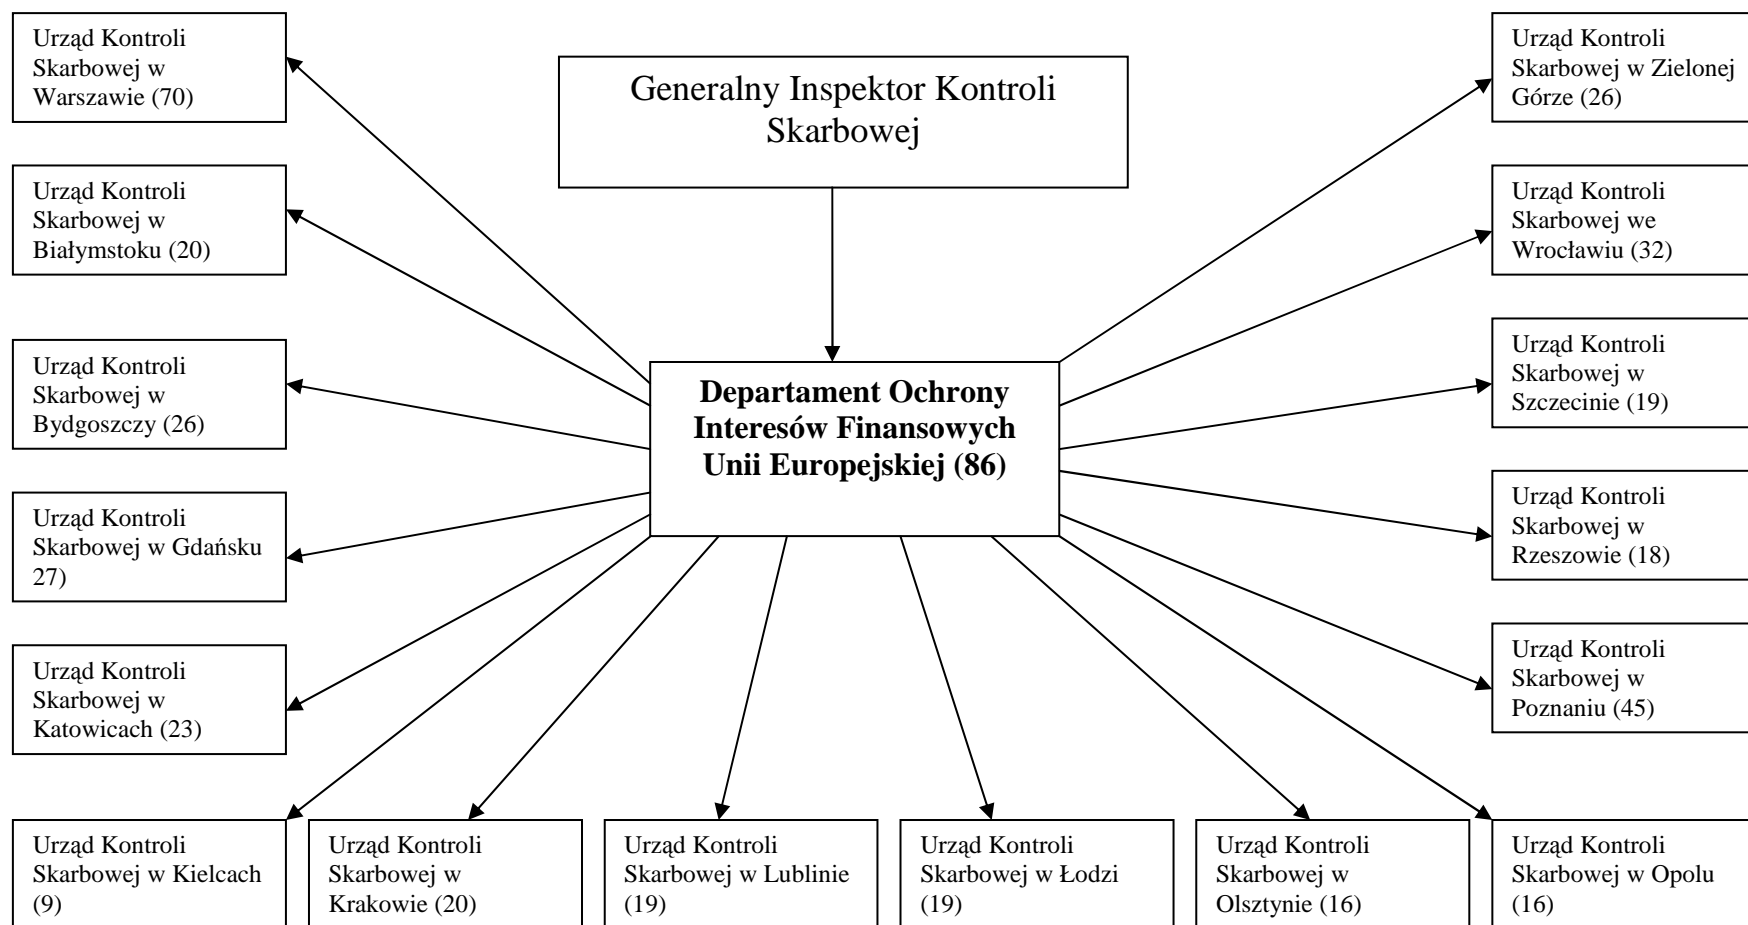 Urząd Kontroli
Skarbowej w
Warszawie (70)
Generalny Inspektor Kontroli
Skarbowej
Urząd Kontroli
Skarbowej w Zielonej
Górze (26)
Urząd Kontroli
Skarbowej w
Białymstoku (20)
Urząd Kontroli
Skarbowej we
Wrocławiu (32)
Urząd Kontroli
Skarbowej w
Bydgoszczy (26)
Departament Ochrony
Interesów Finansowych
Unii Europejskiej (86)
Urząd Kontroli
Skarbowej w
Szczecinie (19)
Urząd Kontroli
Skarbowej w Gdańsku
27)
Urząd Kontroli
Skarbowej w
Rzeszowie (18)
Urząd Kontroli
Skarbowej w
Katowicach (23)
Urząd Kontroli
Skarbowej w
Poznaniu (45)
Urząd Kontroli
Skarbowej w Kielcach
(9)
Urząd Kontroli
Skarbowej w
Krakowie (20)
Urząd Kontroli
Skarbowej w Lublinie
(19)
Urząd Kontroli
Skarbowej w Łodzi
(19)
Urząd Kontroli
Skarbowej w
Olsztynie (16)
Urząd Kontroli
Skarbowej w Opolu
(16)